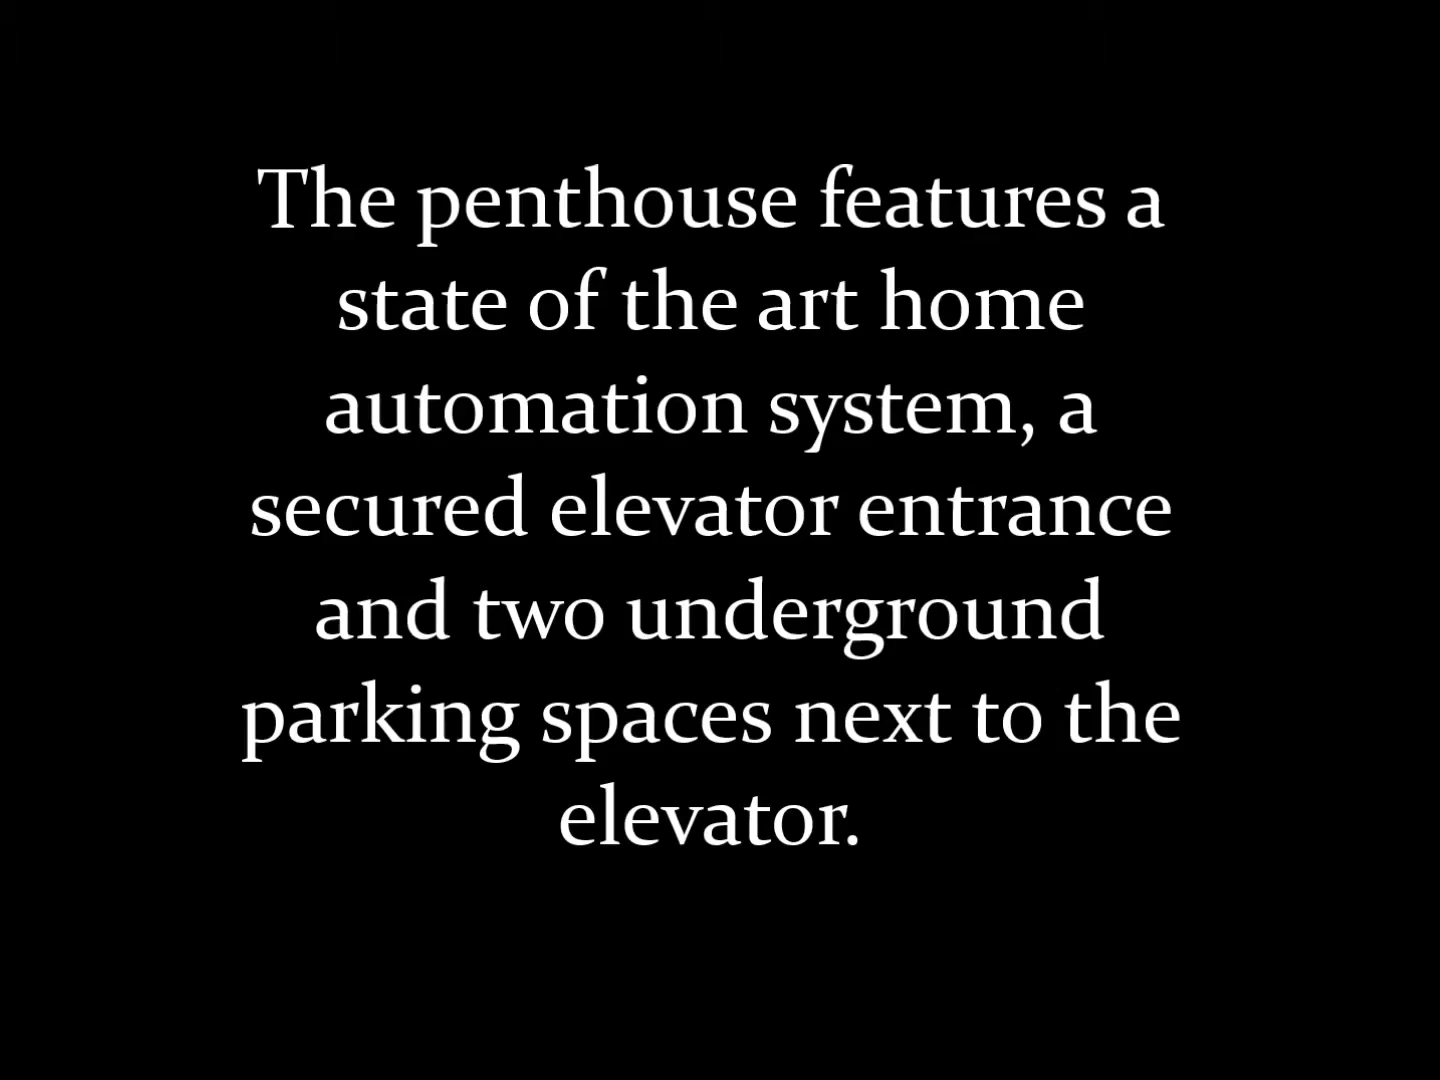 The penthouse features a
state of the art home
automation system, a
secured elevator entrance
and two underground
parking spaces next to the
elevator.